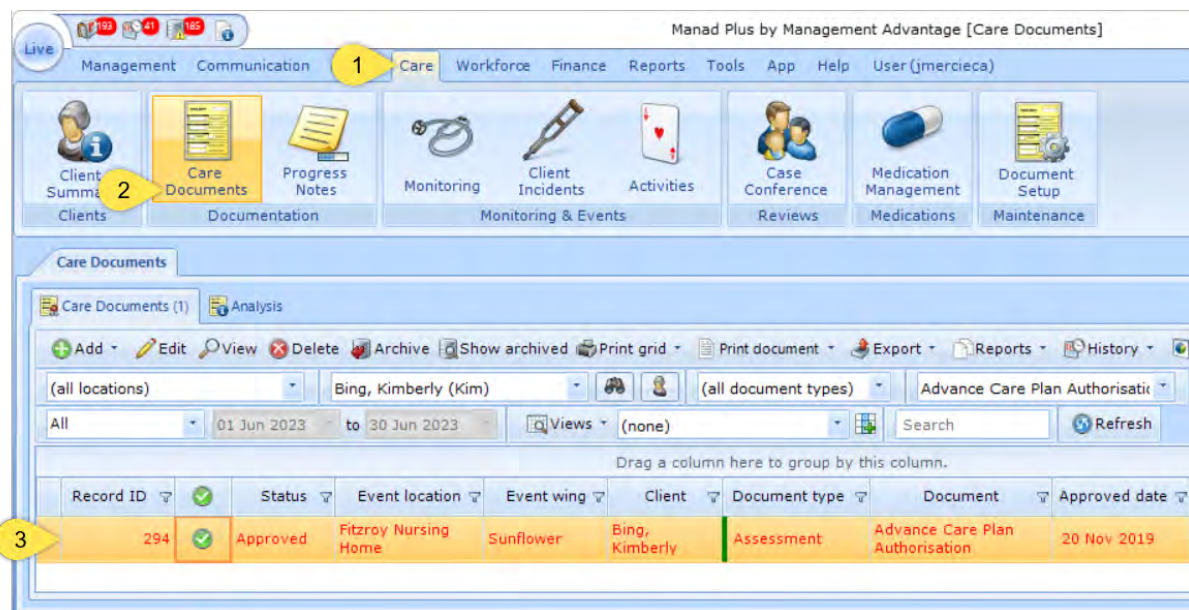 193 41 185
Manad Plus by Management Advantage [Care Documents]
Live
Management Communication 1 Care Workforce Finance Reports Tools App Help User (jmercieca)
Client Summa
2
Care Documents
Progress Notes
Monitoring
Client Incidents
Activities
Case Conference
Medication Management
Document Setup
Clients Documentation Monitoring & Events Reviews Medications Maintenance
Care Documents
Care Documents (1) Analysis
Add Edit View Delete Archive Show archived Print grid Print document Export Reports History
(all locations) Bing, Kimberly (Kim) (all document types) Advance Care Plan Authorisatic
All 01 Jun 2023 to 30 Jun 2023 Views (none) Search Refresh
Drag a column here to group by this column.
Record ID Status Event location Event wing Client Document type Document Approved date
3 294 Approved Fitzroy Nursing Home Sunflower Bing, Kimberly Assessment Advance Care Plan Authorisation 20 Nov 2019